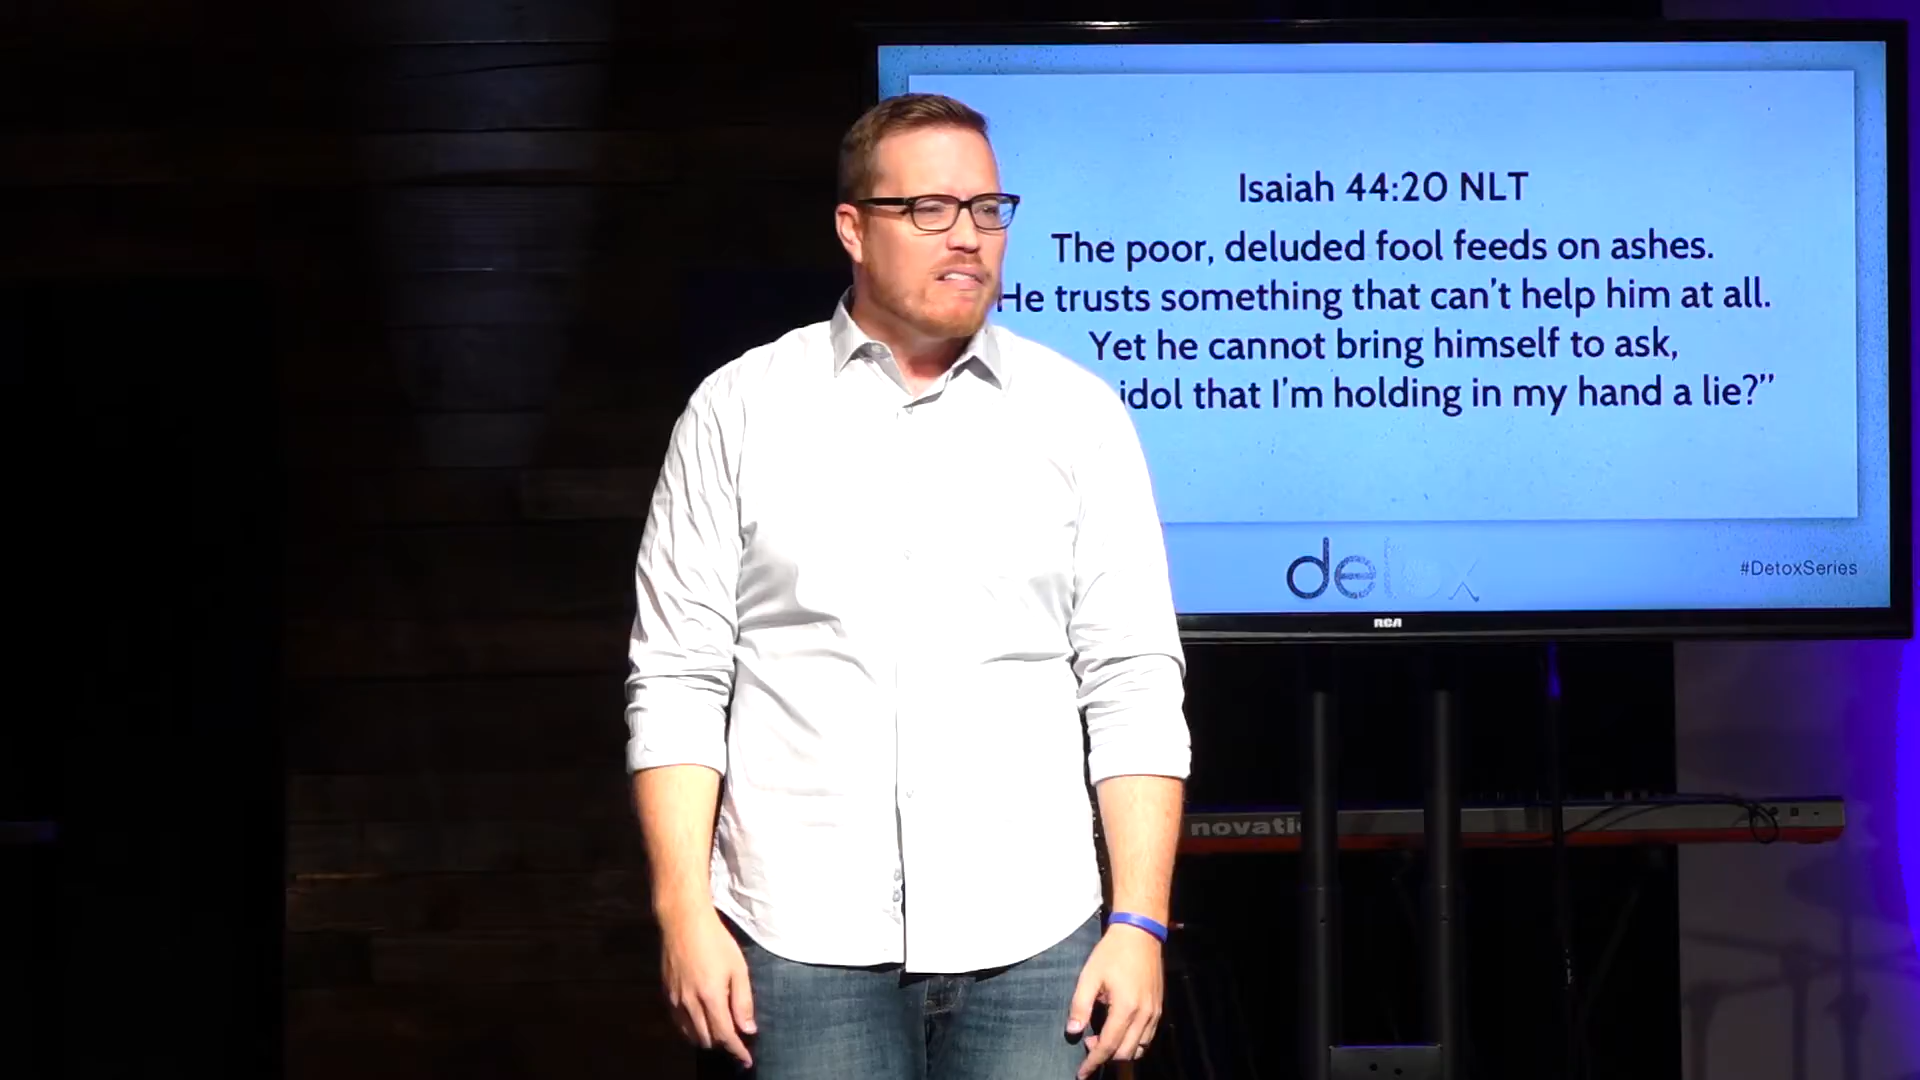 Isaiah 44:20 NLT
The poor, deluded fool feeds on ashes.
He trusts something that can't help him at all.
Yet he cannot bring himself to ask,
idol that I'm holding in my hand a lie?”
detox
#DetoxSeries
RCA
novati